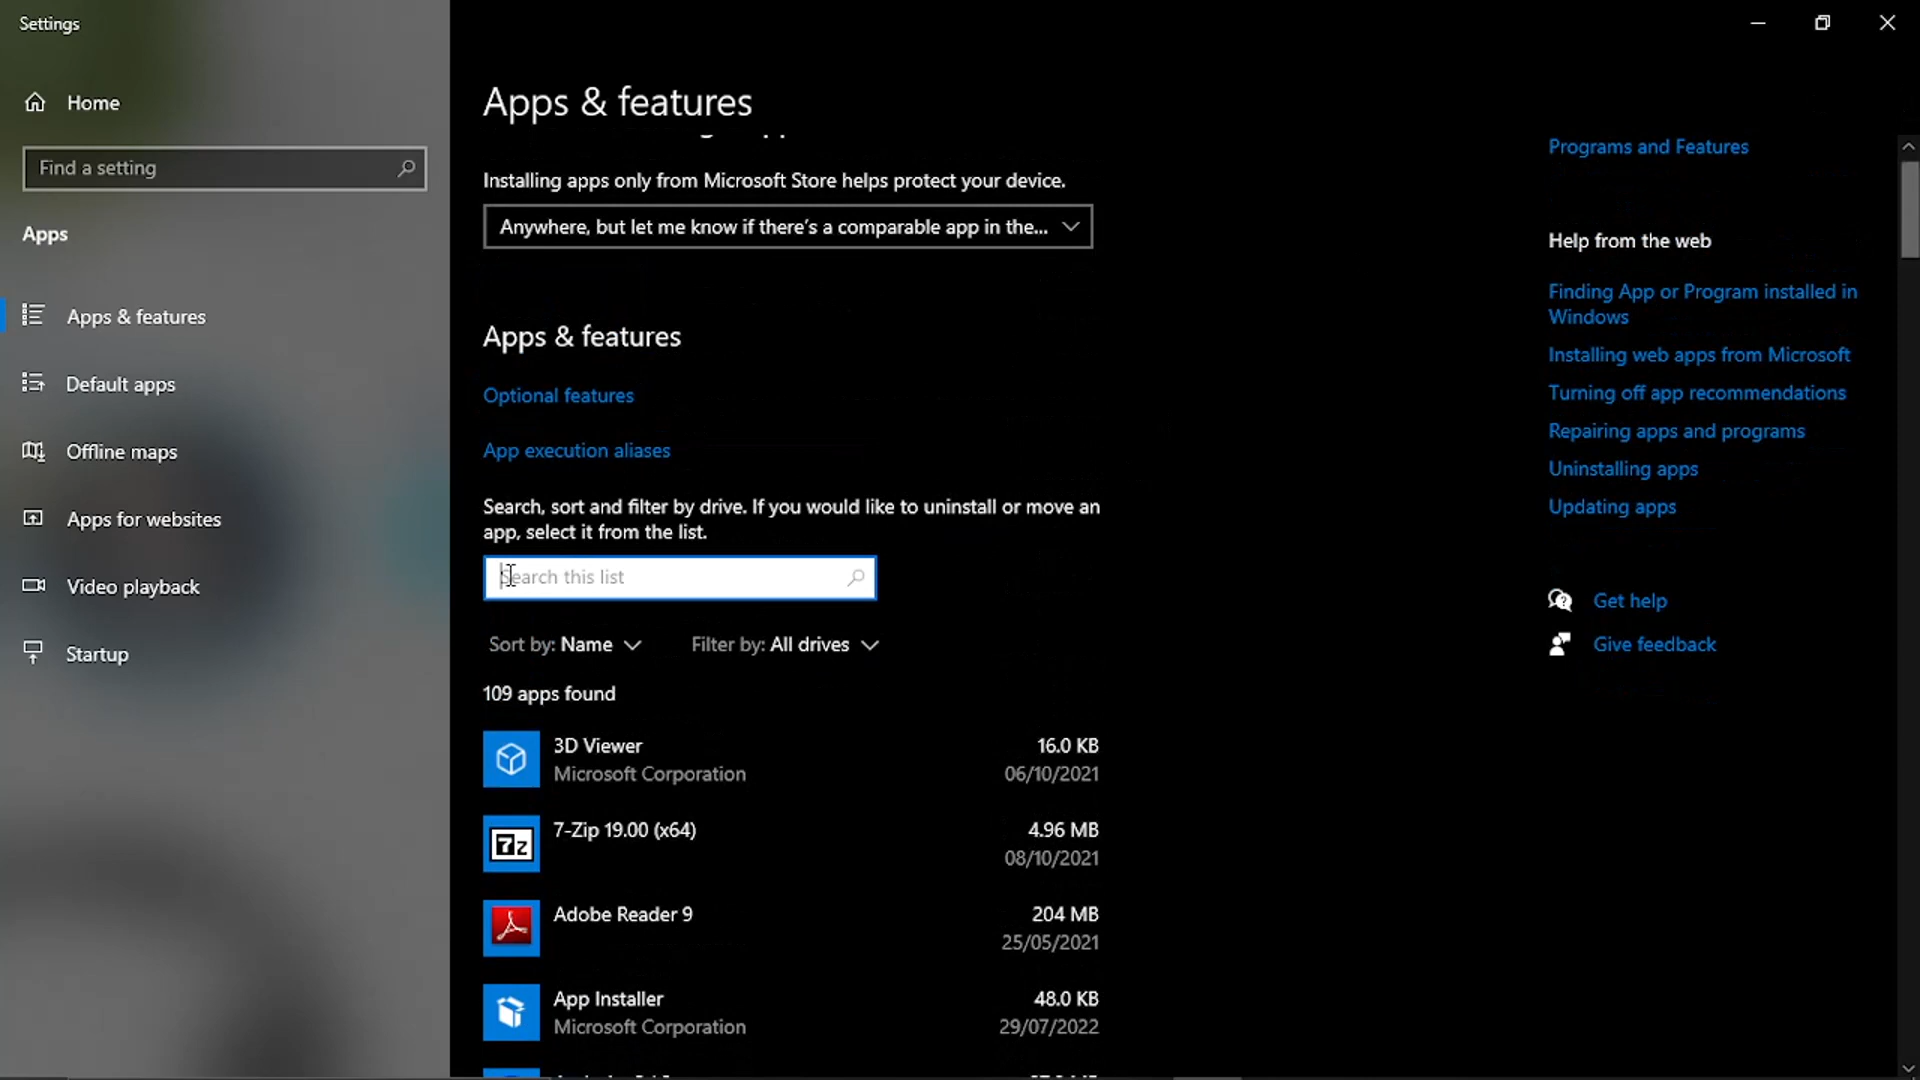 Settings
Home
Find a setting
Apps
Apps & features
Default apps
Offline maps
Apps for websites
Video playback
Startup
Apps & features
Installing apps only from Microsoft Store helps protect your device.
Anywhere, but let me know if there's a comparable app in the...
Apps & features
Optional features
App execution aliases
Search, sort and filter by drive. If you would like to uninstall or move an
app, select it from the list.
Search this list
Sort by: Name
Filter by: All drives
109 apps found
3D Viewer
16.0 KB
Microsoft Corporation
06/10/2021
7-Zip 19.00 (x64)
4.96 MB
08/10/2021
Adobe Reader 9
204 MB
25/05/2021
App Installer
48.0 KB
Microsoft Corporation
29/07/2022
Programs and Features
Help from the web
Finding App or Program installed in
Windows
Installing web apps from Microsoft
Turning off app recommendations
Repairing apps and programs
Uninstalling apps
Updating apps
Get help
Give feedback